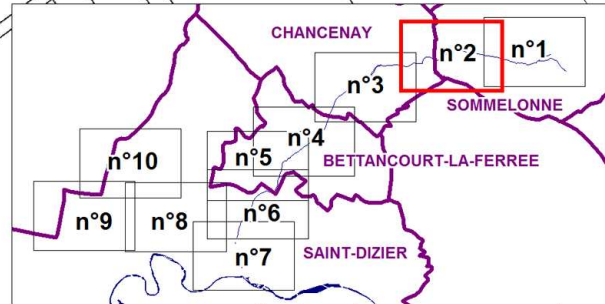 CHANCENAY
n°2
n°1
n°3
SOMMELONNE
n°4
n°5
BETTANCOURT-LA-FERREE
n°10
n°9
n°8
n°6
n°7
SAINT-DIZIER